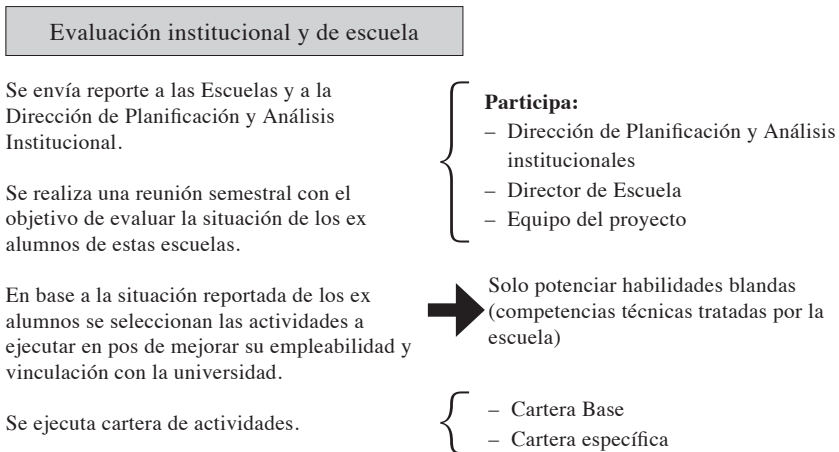 Evaluación institucional y de escuela
Se envía reporte a las Escuelas y a la
Dirección de Planificación y Análisis
Institucional.
Se realiza una reunión semestral con el
objetivo de evaluar la situación de los ex
alumnos de estas escuelas.
Participa:
– Dirección de Planificación y Análisis
institucionales
– Director de Escuela
– Equipo del proyecto
En base a la situación reportada de los ex
alumnos se seleccionan las actividades a
ejecutar en pos de mejorar su empleabilidad y
vinculación con la universidad.
Solo potenciar habilidades blandas
(competencias técnicas tratadas por la
escuela)
Se ejecuta cartera de actividades.
– Cartera Base
– Cartera específica